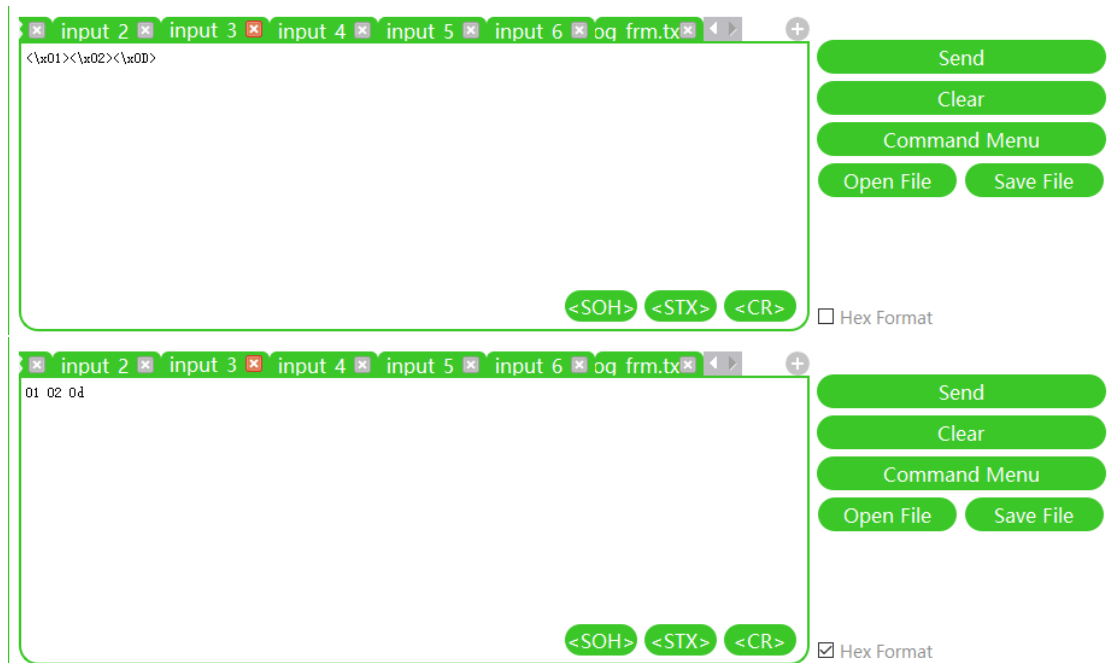 input 2 input 3 input 4 input 5 input 6 og frm.tx
<\x01><\x02><\x0D>
Send
Clear
Command Menu
Open File Save File
<SOH> <STX> <CR>
Hex Format
input 2 input 3 input 4 input 5 input 6 og frm.tx
01 02 0d
Send
Clear
Command Menu
Open File Save File
<SOH> <STX> <CR>
Hex Format